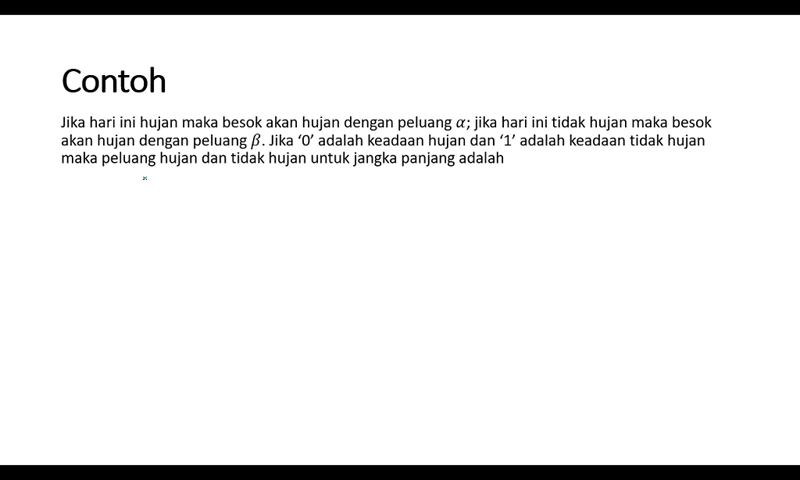 Contoh
Jika hari ini hujan maka besok akan hujan dengan peluang α; jika hari ini tidak hujan maka besok
akan hujan dengan peluang β. Jika ‘0’ adalah keadaan hujan dan ‘1’ adalah keadaan tidak hujan
maka peluang hujan dan tidak hujan untuk jangka panjang adalah